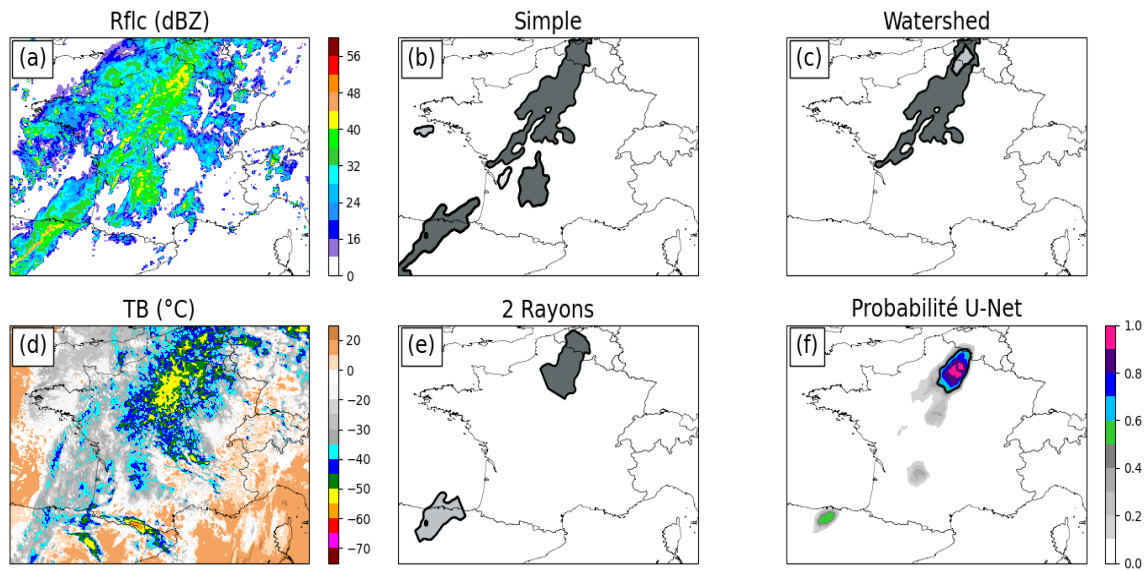 Rflc (dBZ)
Simple
Watershed
(a)
(b)
(c)
56
48
40
32
24
16
0
TB (°C)
2 Rayons
Probabilité U-Net
(d)
(e)
(f)
20
0
−20
−30
−40
−50
−60
−70
1.0
0.8
0.6
0.4
0.2
0.0